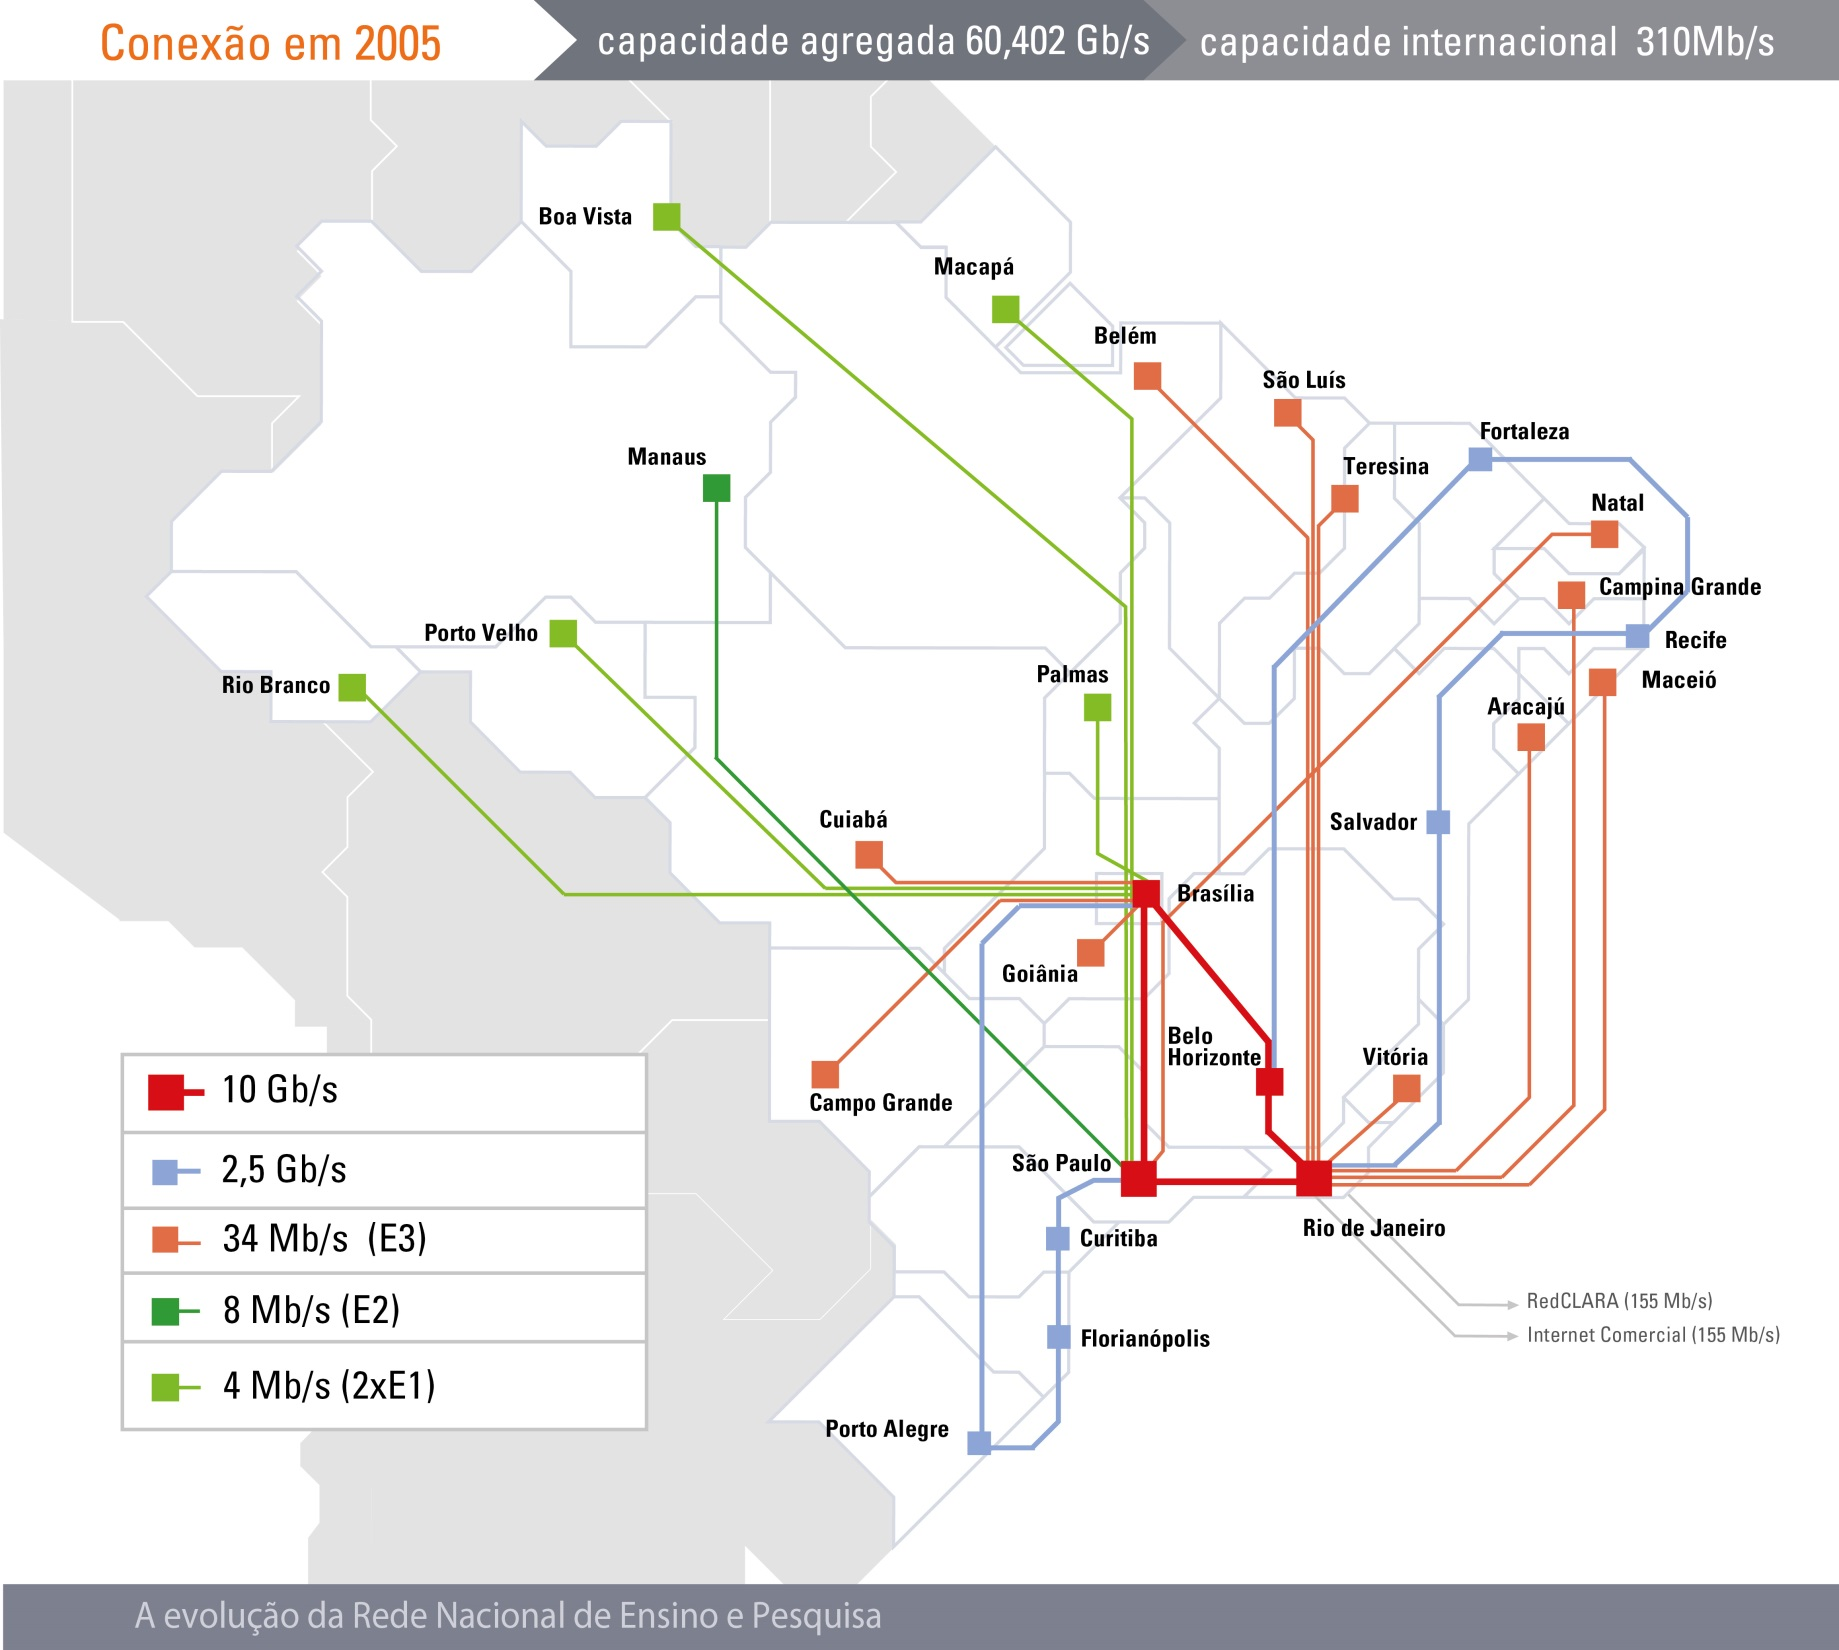 Conexão em 2005
capacidade agregada 60,402 Gb/s
capacidade internacional 310Mb/s
Boa Vista
Macapá
Belém
São Luís
Fortaleza
Manaus
Teresina
Natal
Campina Grande
Porto Velho
Recife
Rio Branco
Palmas
Maceió
Aracajú
Cuiabá
Salvador
Brasília
Goiânia
Belo
Horizonte
Vitória
Campo Grande
São Paulo
Rio de Janeiro
Curitiba
RedCLARA (155 Mb/s)
Internet Comercial (155 Mb/s)
Florianópolis
Porto Alegre
10 Gb/s
2,5 Gb/s
34 Mb/s (E3)
8 Mb/s (E2)
4 Mb/s (2xE1)
A evolução da Rede Nacional de Ensino e Pesquisa